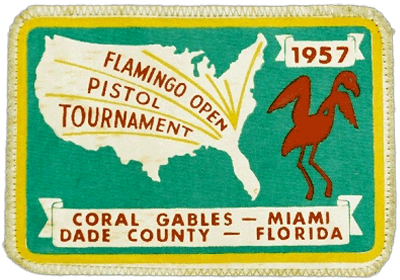 FLAMINGO OPEN
PISTOL
TOURNAMENT
1957
CORAL GABLES — MIAMI
DADE COUNTY — FLORIDA